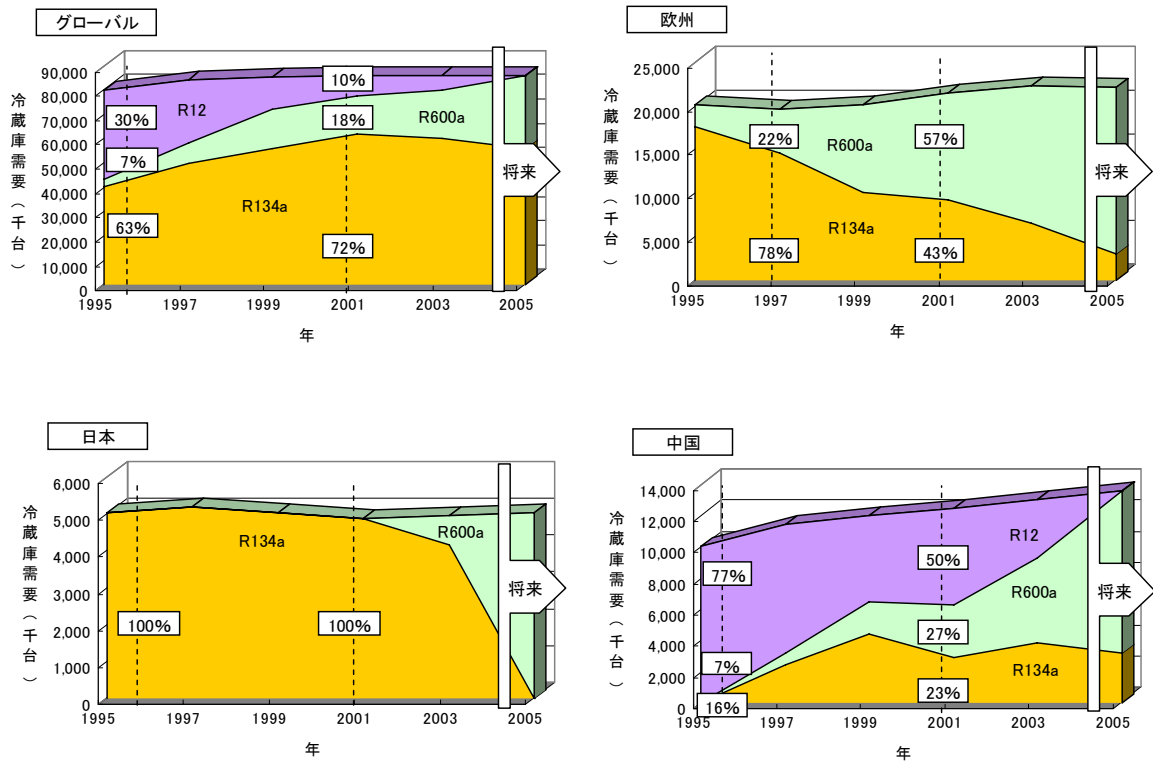 グローバル
冷蔵庫需要（千台）
90,000
80,000
70,000
60,000
50,000
40,000
30,000
20,000
10,000
0
R12
R600a
R134a
30%
7%
63%
10%
18%
72%
将来
1995 1997 1999 2001 2003 2005
年
欧州
冷蔵庫需要（千台）
25,000
20,000
15,000
10,000
5,000
0
R600a
R134a
22%
78%
57%
43%
将来
1995 1997 1999 2001 2003 2005
年
日本
冷蔵庫需要（千台）
6,000
5,000
4,000
3,000
2,000
1,000
0
R134a
R600a
100%
100%
将来
1995 1997 1999 2001 2003 2005
年
中国
冷蔵庫需要（千台）
14,000
12,000
10,000
8,000
6,000
4,000
2,000
0
R12
R600a
R134a
77%
7%
16%
50%
27%
23%
将来
1995 1997 1999 2001 2003 2005
年